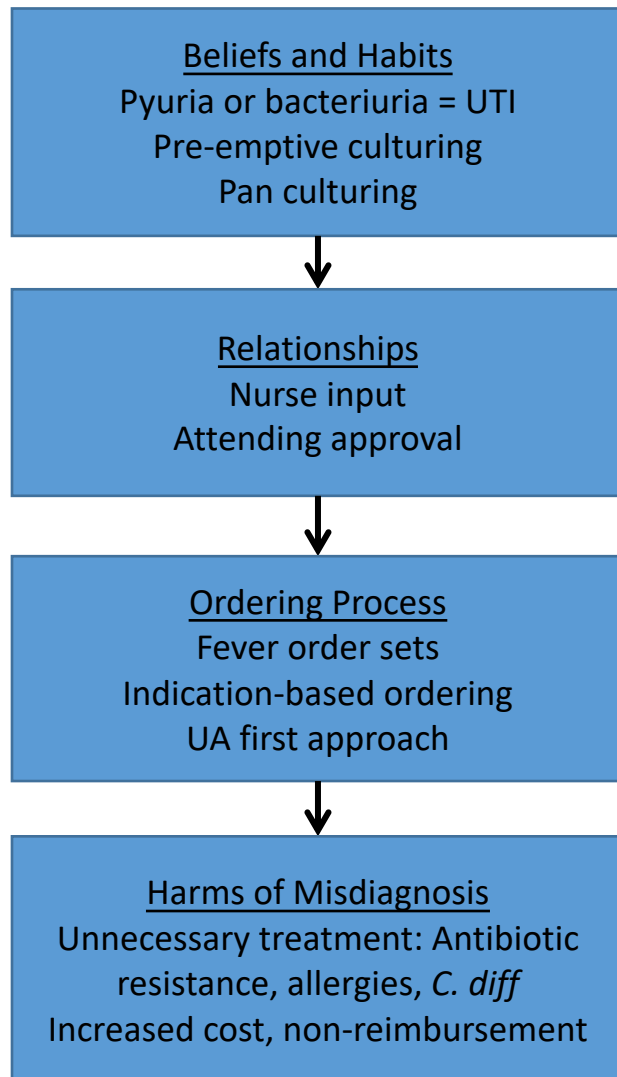 Beliefs and Habits
Pyuria or bacteriuria = UTI
Pre-emptive culturing
Pan culturing
Relationships
Nurse input
Attending approval
Ordering Process
Fever order sets
Indication-based ordering
UA first approach
Harms of Misdiagnosis
Unnecessary treatment: Antibiotic
resistance, allergies, C. diff
Increased cost, non-reimbursement